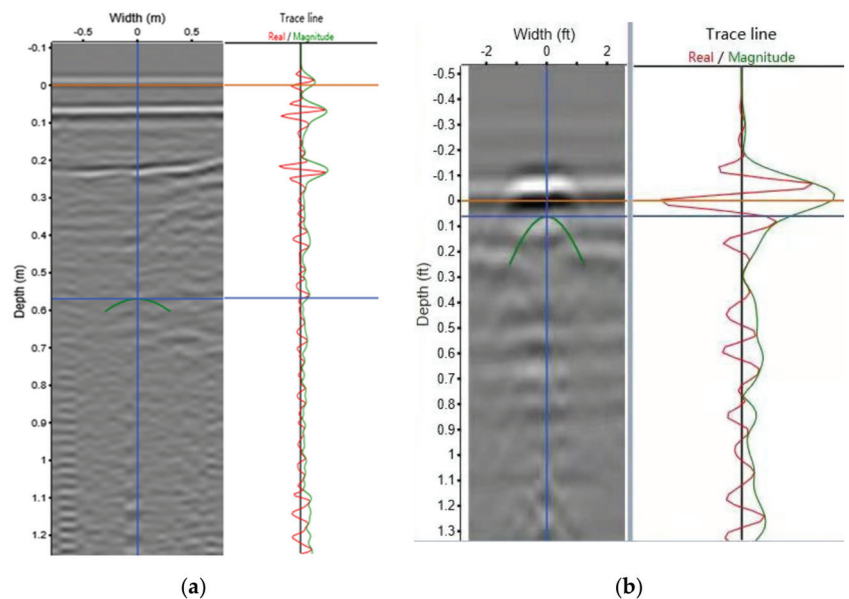 Width (m)
-0.5 0 0.5
Trace line
Real / Magnitude
Depth (m)
-0.1
0
0.1
0.2
0.3
0.4
0.5
0.6
0.7
0.8
0.9
1
1.1
1.2
(a)
Width (ft)
-2 0 2
Trace line
Real / Magnitude
Depth (ft)
-0.5
-0.4
-0.3
-0.2
-0.1
0
0.1
0.2
0.3
0.4
0.5
0.6
0.7
0.8
0.9
1
1.1
1.2
1.3
(b)